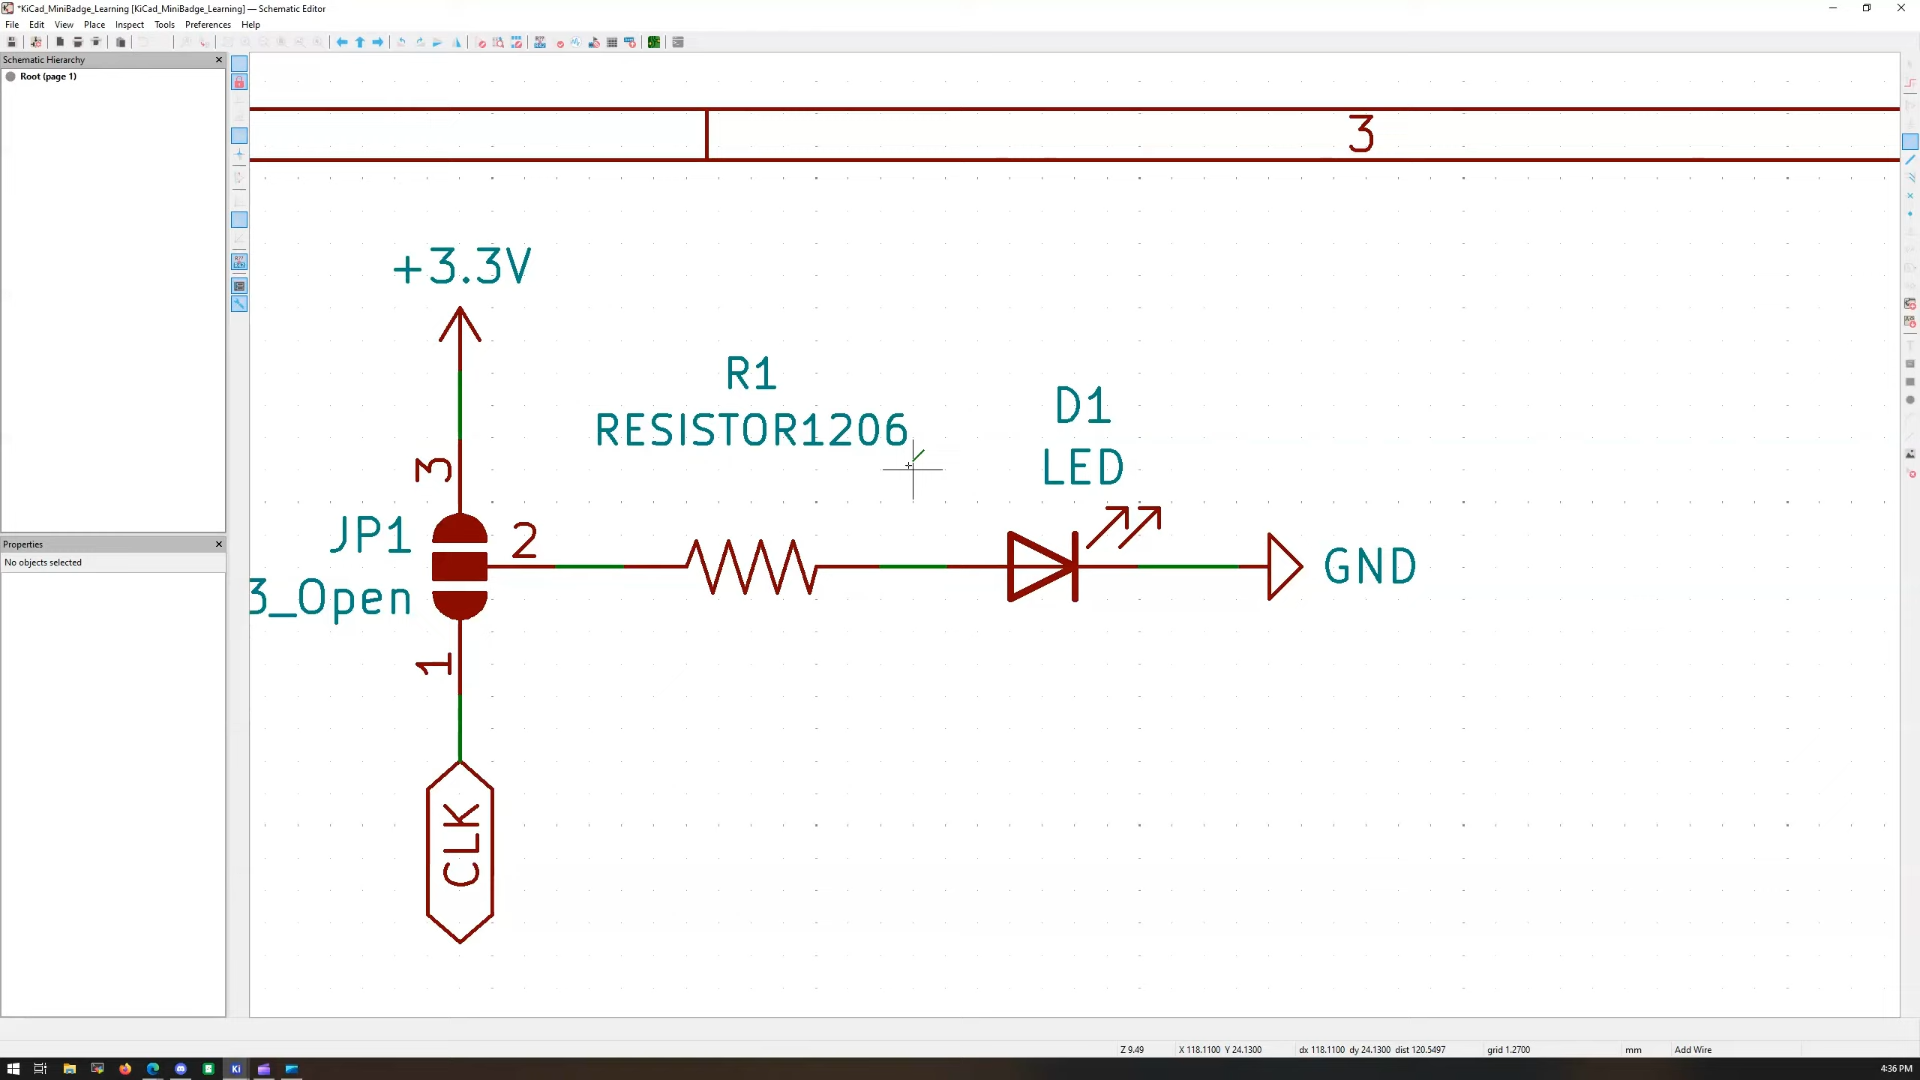 *KiCad_MiniBadge_Learning [KiCad_MiniBadge_Learning] — Schematic Editor
File Edit View Place Inspect Tools Preferences Help
Schematic Hierarchy
Root (page 1)
3
+3.3V
R1
RESISTOR1206
D1
LED
3
JP1
2
GND
3_Open
1
CLK
Properties
No objects selected
Z 9.49 X 118.1100 Y 24.1300 dx 118.1100 dy 24.1300 dist 120.5497 grid 1.2700 mm Add Wire
Ki
4:36 PM